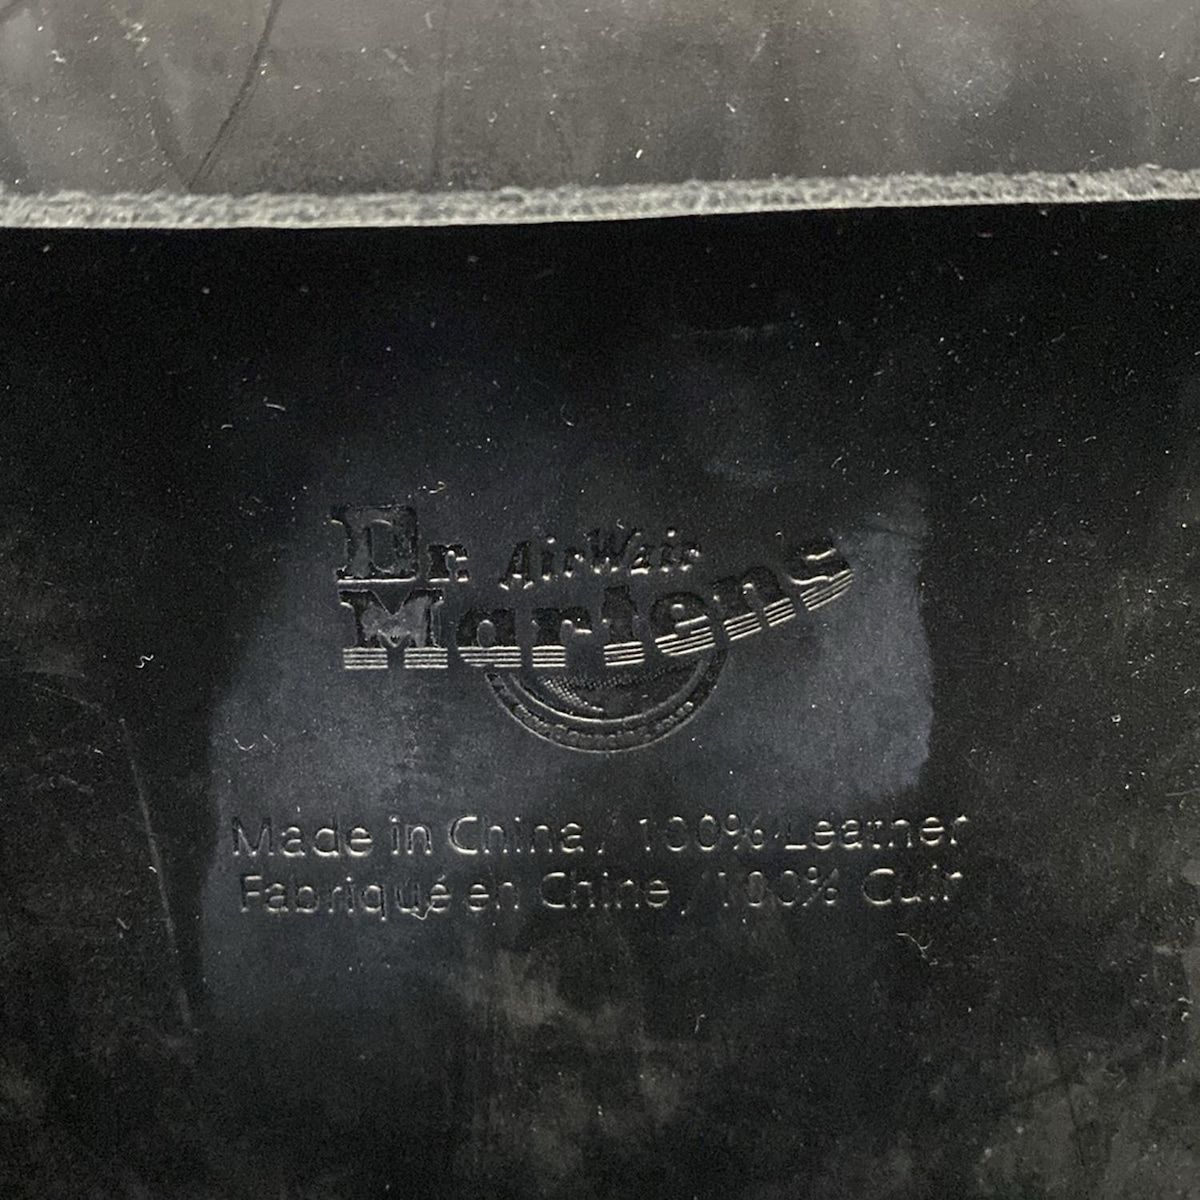 Dr. AirWair
Martens
Made in China / 100% Leather
Fabriqué en Chine / 100% Cuir